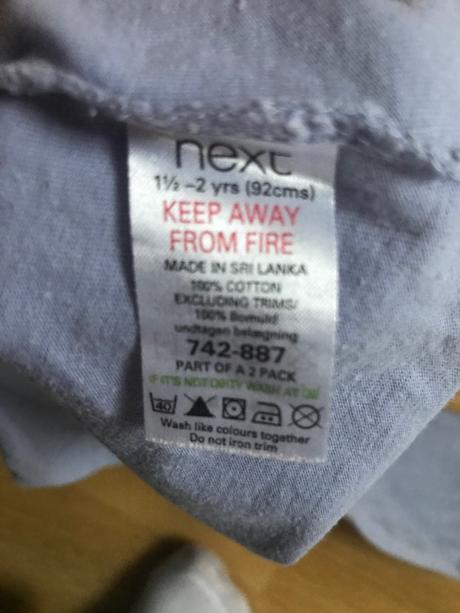 next
1½ –2 yrs (92cms)
KEEP AWAY
FROM FIRE
MADE IN SRI LANKA
100% COTTON
EXCLUDING TRIMS/
100% Bomuld
undtagen belægning
742-887
PART OF A 2 PACK
IF IT'S NOT DIRTY WASH AT 30°
40
Wash like colours together
Do not iron trim